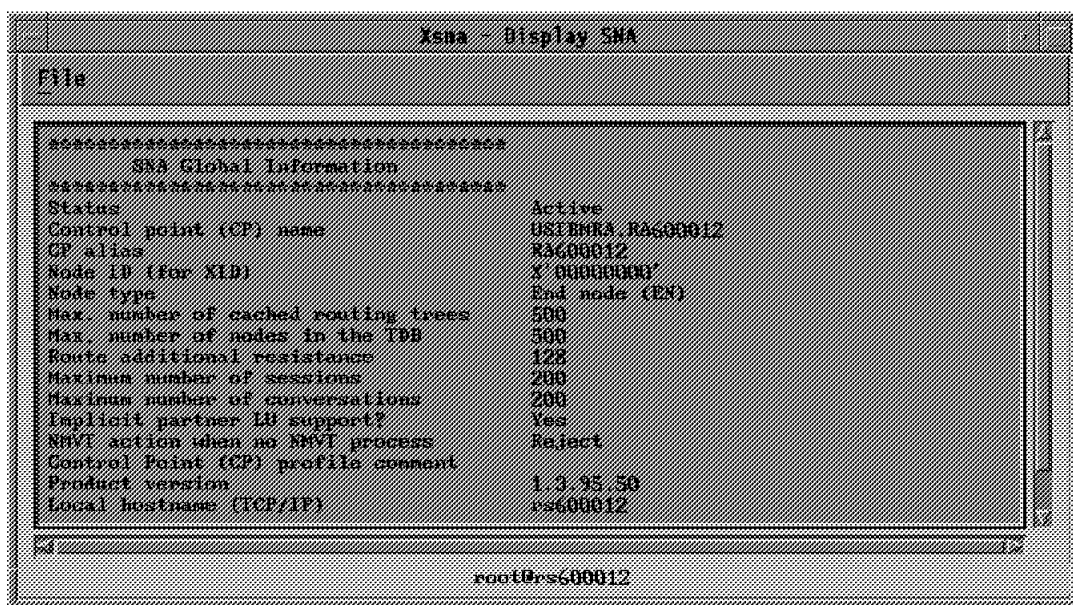 Xsna - Display SNA
File
**************************************
SNA Global Information
**************************************
Status Active
Control point (CP) name USIBMRA.RA600012
CP alias RA600012
Node ID (for XID) X'00000000'
Node type End node (EN)
Max. number of cached routing trees 500
Max. number of nodes in the TDB 500
Route additional resistance 128
Maximum number of sessions 200
Maximum number of conversations 200
Implicit partner LU support? Yes
NMVT action when no NMVT process Reject
Control Point (CP) profile comment
Product version 1.3.95.50
Local hostname (TCP/IP) rs600012
root@rs600012